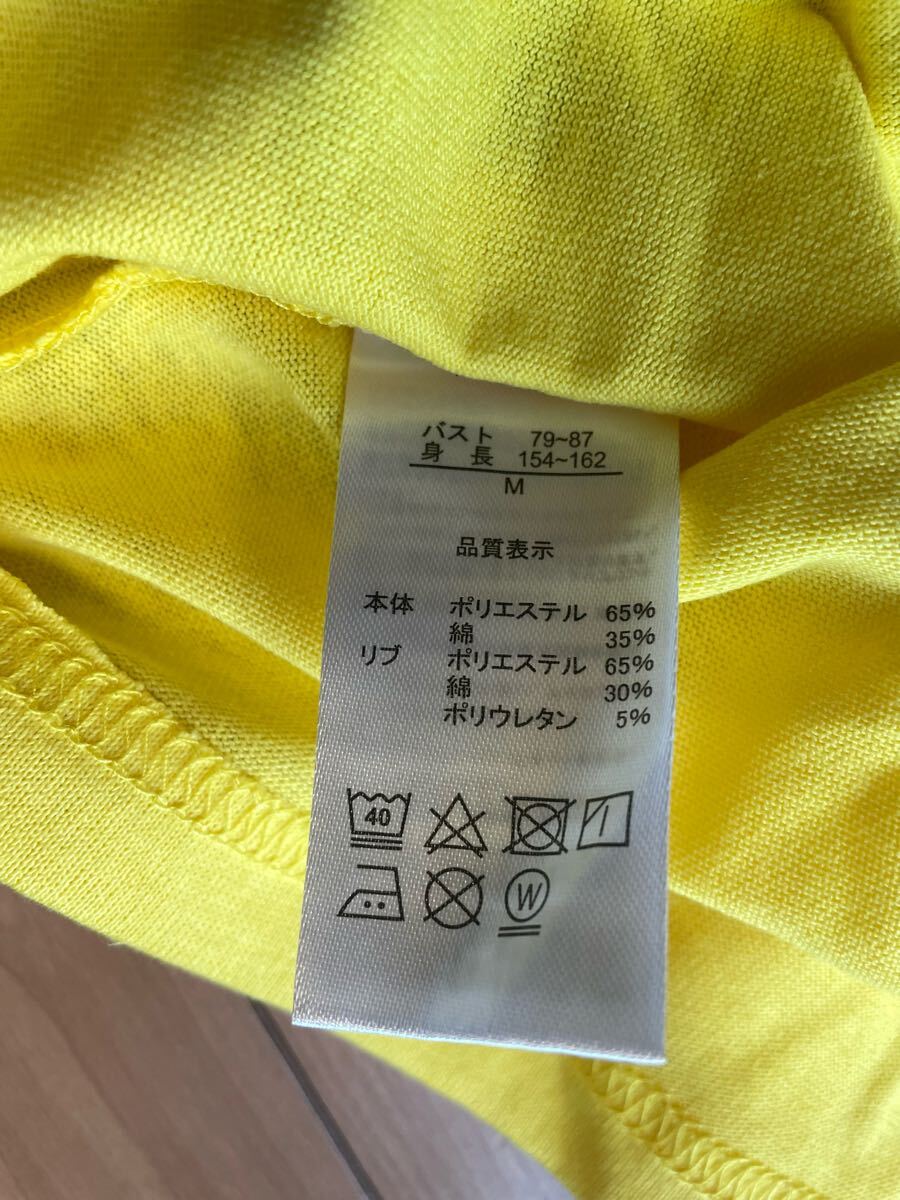 バスト 79~87
身 長 154~162
M
品質表示
本体 ポリエステル 65%
綿 35%
リブ ポリエステル 65%
綿 30%
ポリウレタン 5%
40
W